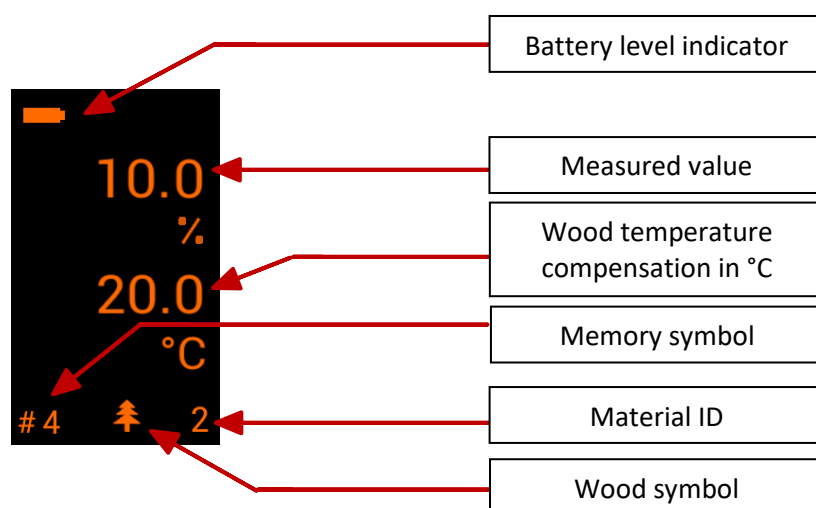 Battery level indicator
10.0
Measured value
%
Wood temperature
compensation in °C
20.0
Memory symbol
°C
# 4
2
Material ID
Wood symbol